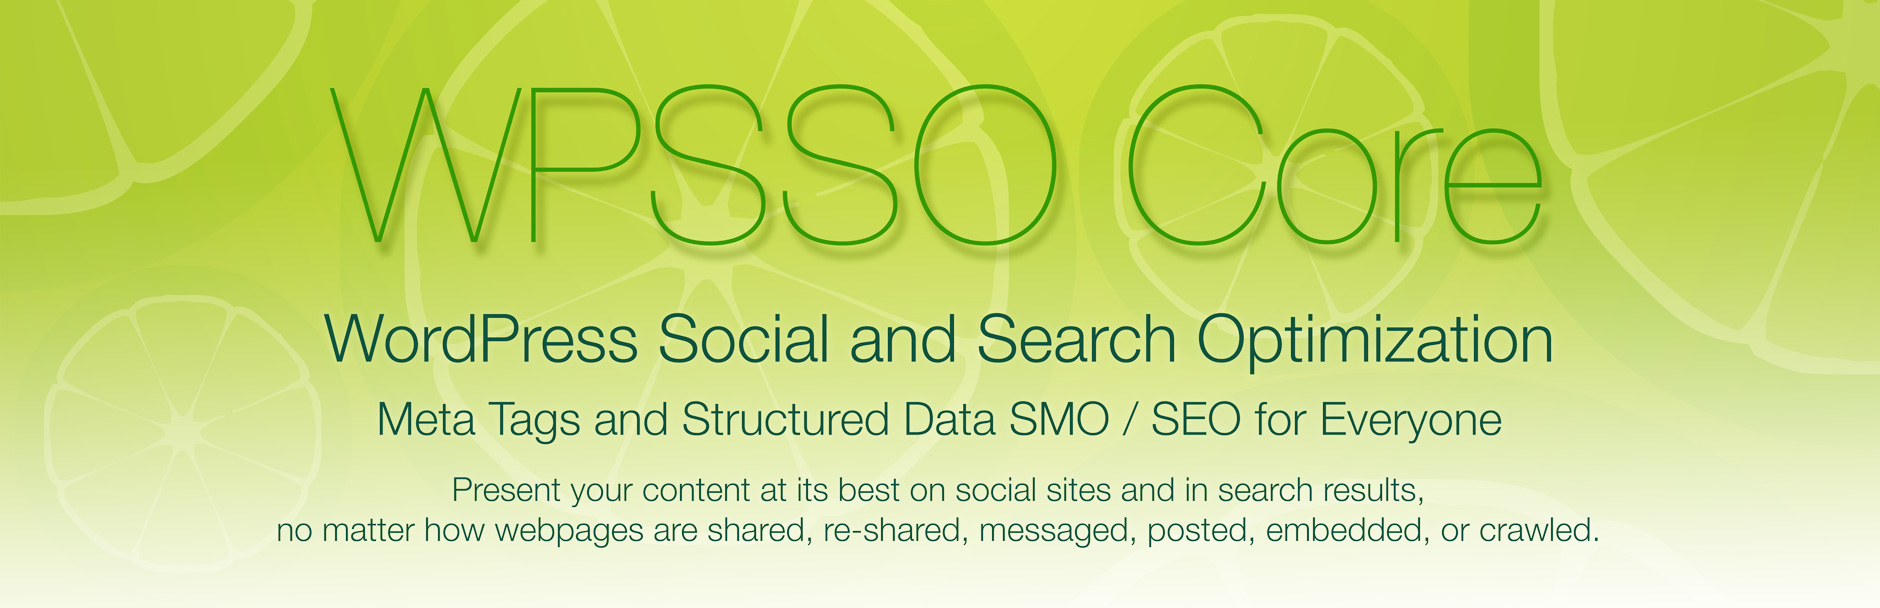 WPSSO Core
WordPress Social and Search Optimization
Meta Tags and Structured Data SMO / SEO for Everyone
Present your content at its best on social sites and in search results,
no matter how webpages are shared, re-shared, messaged, posted, embedded, or crawled.